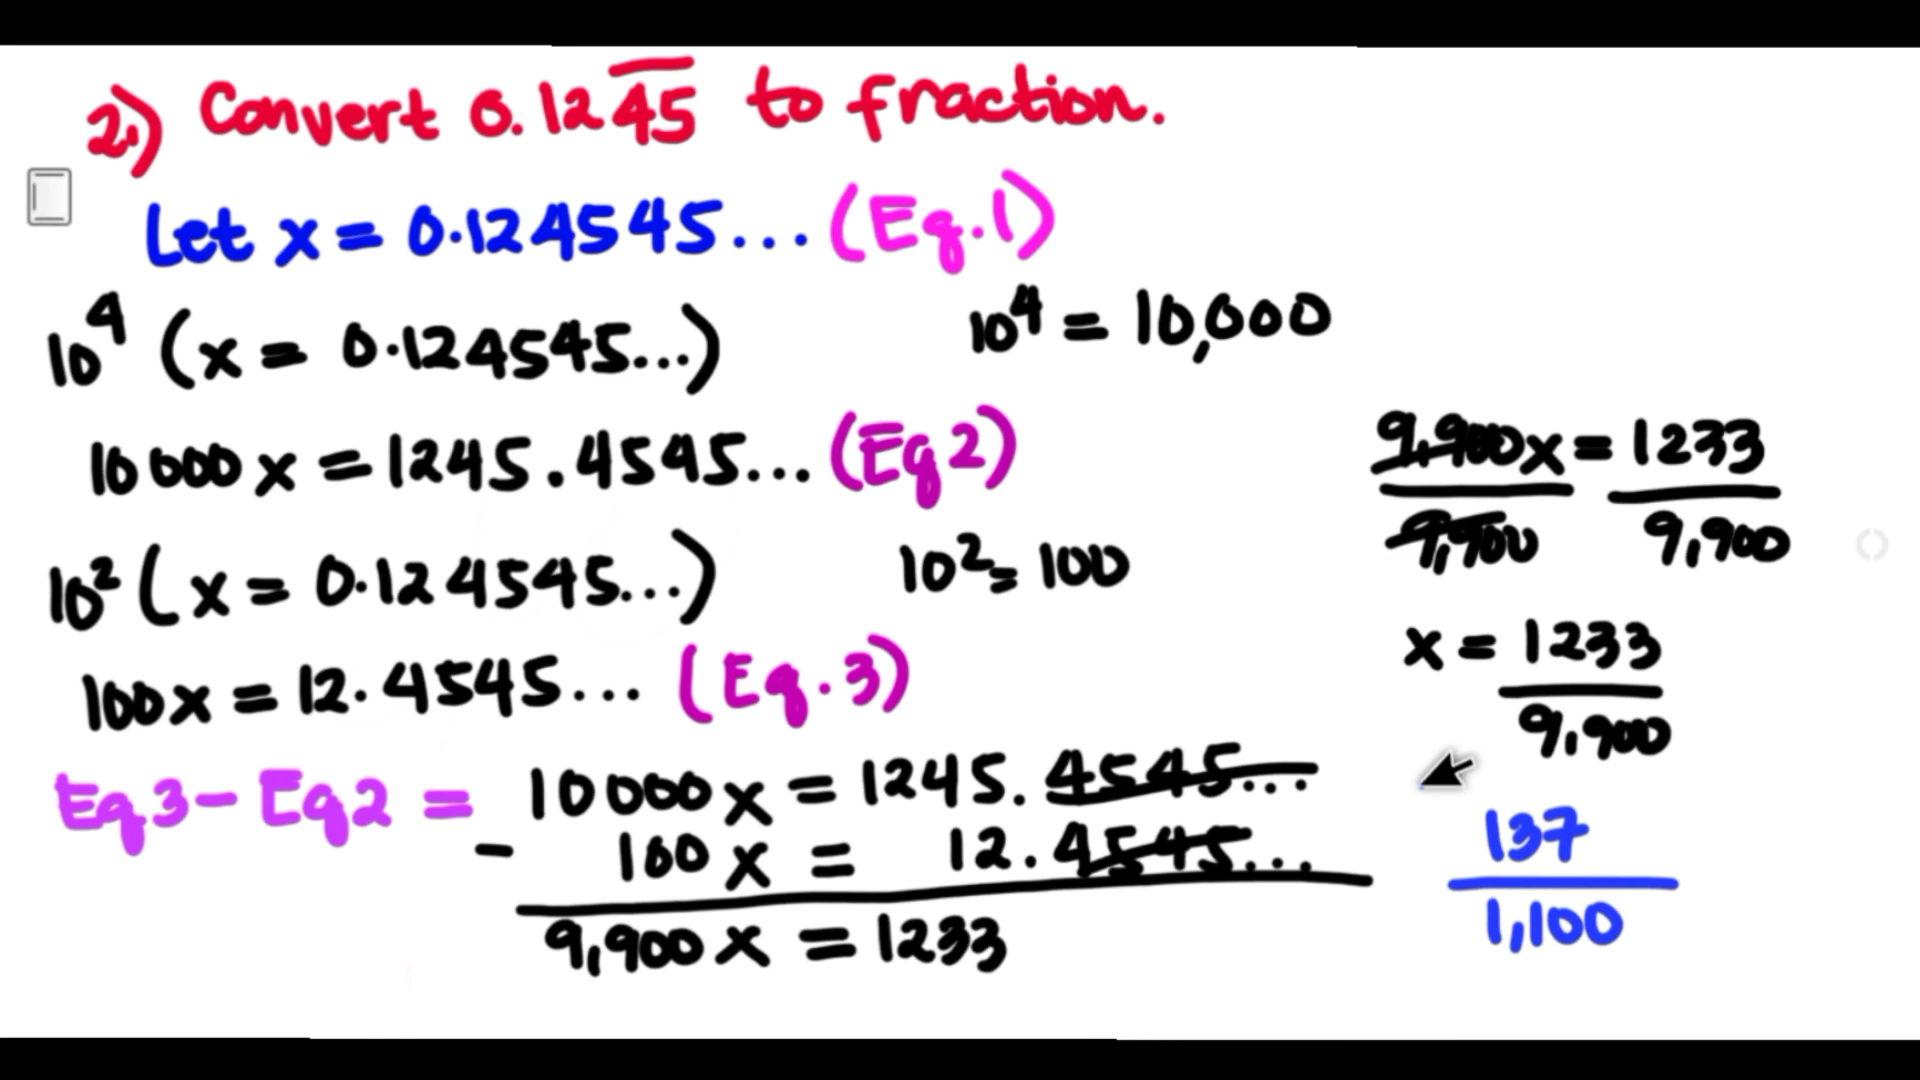 2.) Convert 0.124̅5̅ to fraction.
Let x = 0.124545... (Eq.1)
10⁴ (x = 0.124545...)
10⁴ = 10,000
10000x = 1245.4545... (Eq2)
10² (x = 0.124545...)
10² = 100
100x = 12.4545... (Eq.3)
Eq3 - Eq2 = 10000x = 1245.4545...
- 100x = 12.4545...
9,900x = 1233
9,900x = 1233
9,900 9,900
x = 1233
9,900
137
1,100